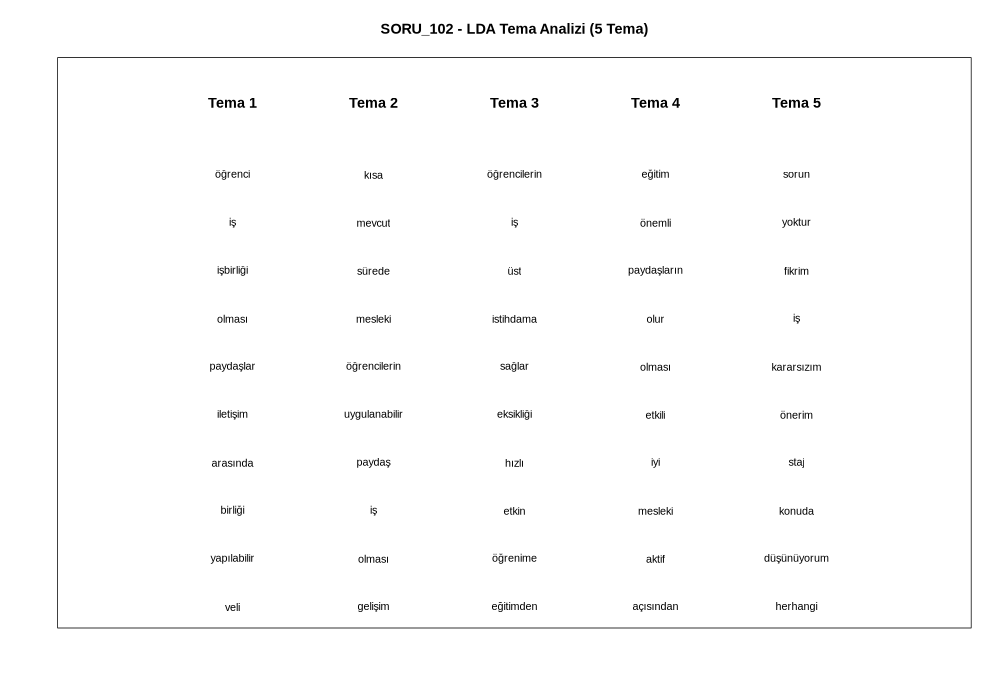 SORU_102 - LDA Tema Analizi (5 Tema)
Tema 1 Tema 2 Tema 3 Tema 4 Tema 5
öğrenci kısa öğrencilerin eğitim sorun
iş mevcut iş önemli yoktur
işbirliği sürede üst paydaşların fikrim
olması mesleki istihdama olur iş
paydaşlar öğrencilerin sağlar olması kararsızım
iletişim uygulanabilir eksikliği etkili önerim
arasında paydaş hızlı iyi staj
birliği iş etkin mesleki konuda
yapılabilir olması öğrenime aktif düşünüyorum
veli gelişim eğitimden açısından herhangi